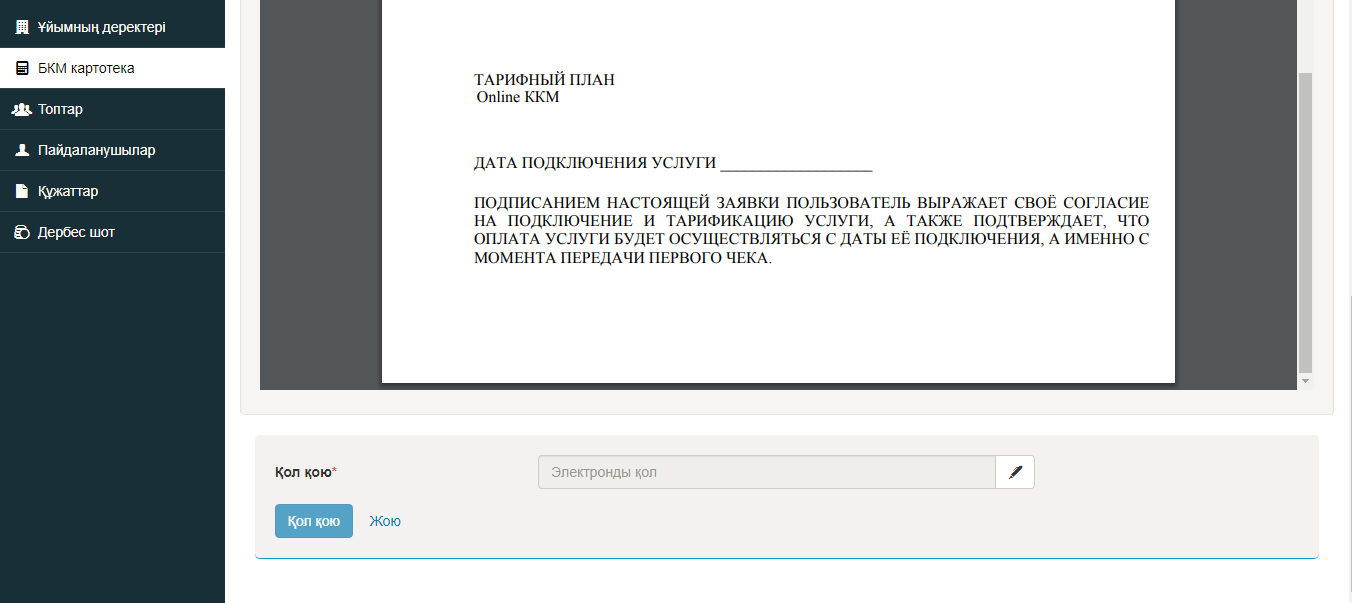 Ұйымның деректері
БКМ картотека
Топтар
Пайдаланушылар
Құжаттар
Дербес шот
ТАРИФНЫЙ ПЛАН
Online ККМ
ДАТА ПОДКЛЮЧЕНИЯ УСЛУГИ ___________________
ПОДПИСАНИЕМ НАСТОЯЩЕЙ ЗАЯВКИ ПОЛЬЗОВАТЕЛЬ ВЫРАЖАЕТ СВОЁ СОГЛАСИЕ
НА ПОДКЛЮЧЕНИЕ И ТАРИФИКАЦИЮ УСЛУГИ, А ТАКЖЕ ПОДТВЕРЖДАЕТ, ЧТО
ОПЛАТА УСЛУГИ БУДЕТ ОСУЩЕСТВЛЯТЬСЯ С ДАТЫ ЕЁ ПОДКЛЮЧЕНИЯ, А ИМЕННО С
МОМЕНТА ПЕРЕДАЧИ ПЕРВОГО ЧЕКА.
Қол қою*
Электронды қол
Қол қою
Жою